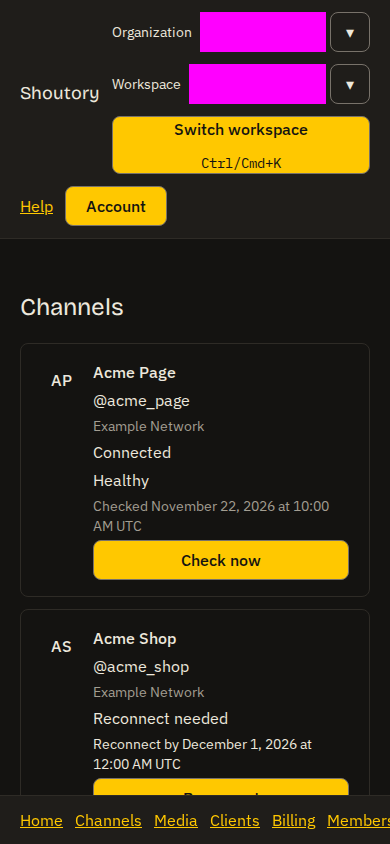 Organization
▼
Shoutory
Workspace
▼
Switch workspace
Ctrl/Cmd+K
Help
Account
Channels
AP
Acme Page
@acme_page
Example Network
Connected
Healthy
Checked November 22, 2026 at 10:00
AM UTC
Check now
AS
Acme Shop
@acme_shop
Example Network
Reconnect needed
Reconnect by December 1, 2026 at
12:00 AM UTC
Home Channels Media Clients Billing Members